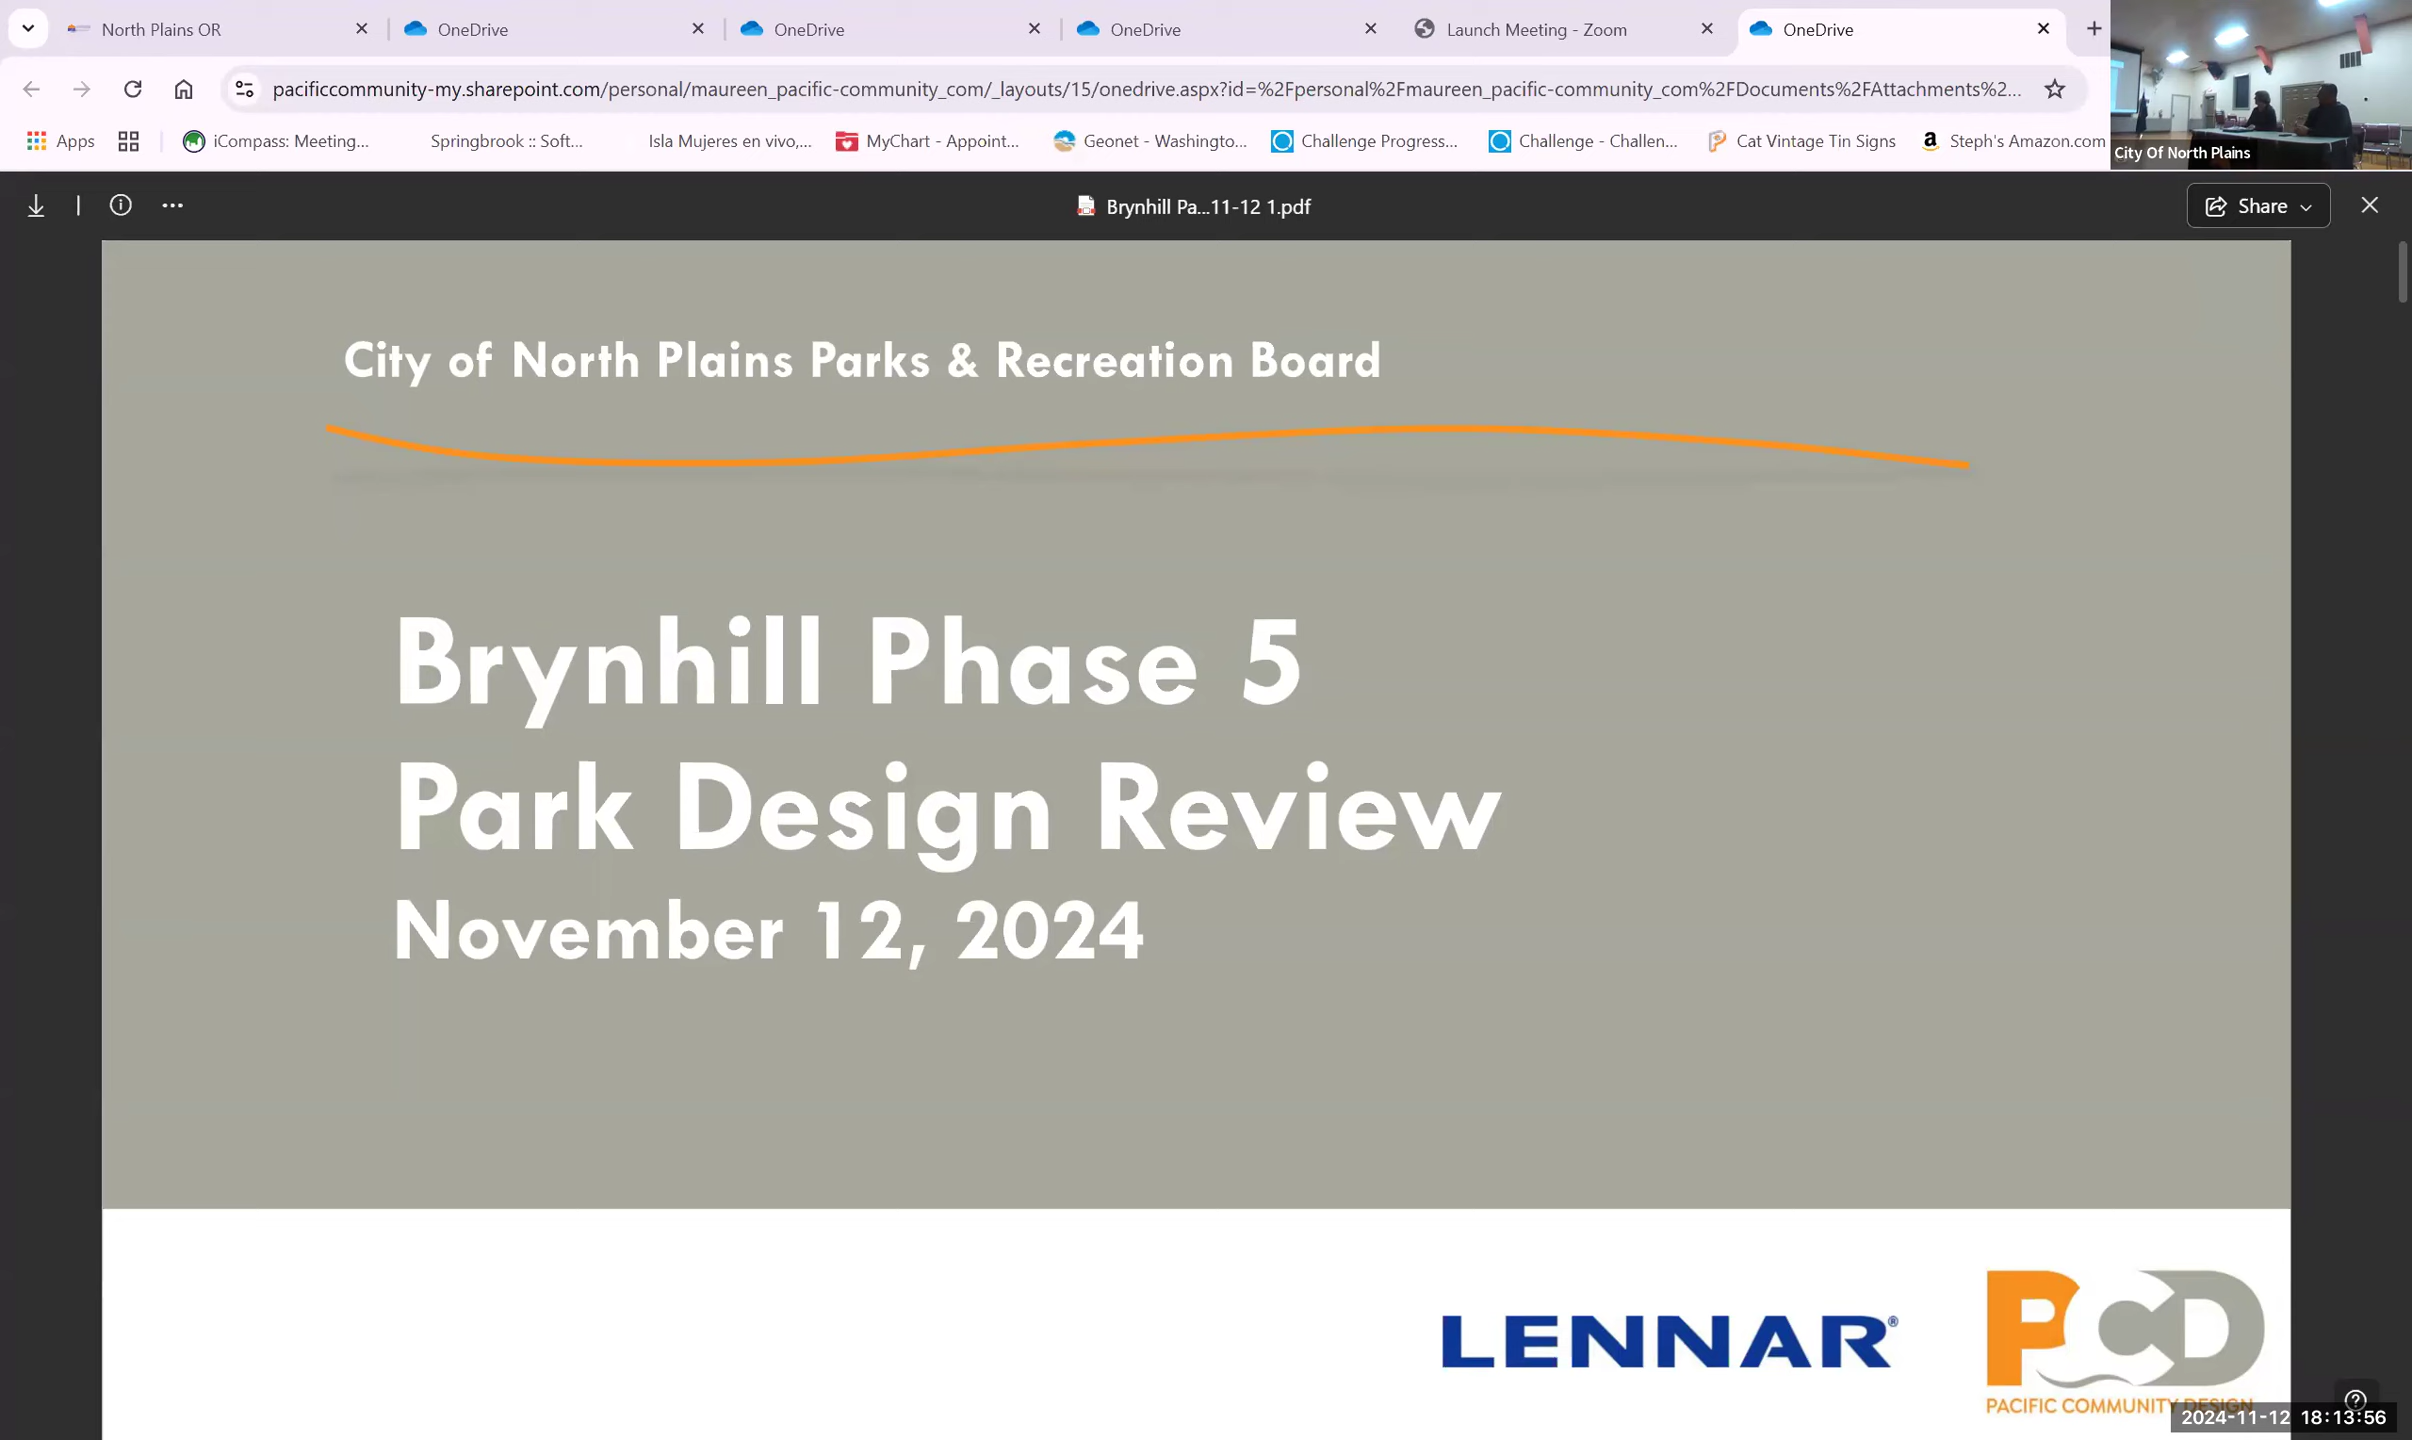 North Plains OR
OneDrive
OneDrive
OneDrive
Launch Meeting - Zoom
OneDrive
pacificcommunity-my.sharepoint.com/personal/maureen_pacific-community_com/_layouts/15/onedrive.aspx?id=%2Fpersonal%2Fmaureen_pacific-community_com%2FDocuments%2FAttachments%2...
Apps
iCompass: Meeting...
Springbrook :: Soft...
Isla Mujeres en vivo,...
MyChart - Appoint...
Geonet - Washingto...
Challenge Progress...
Challenge - Challen...
Cat Vintage Tin Signs
Steph's Amazon.com
City Of North Plains
Brynhill Pa...11-12 1.pdf
Share
City of North Plains Parks & Recreation Board
Brynhill Phase 5
Park Design Review
November 12, 2024
LENNAR®
PCD
PACIFIC COMMUNITY DESIGN
2024-11-12 18:13:56